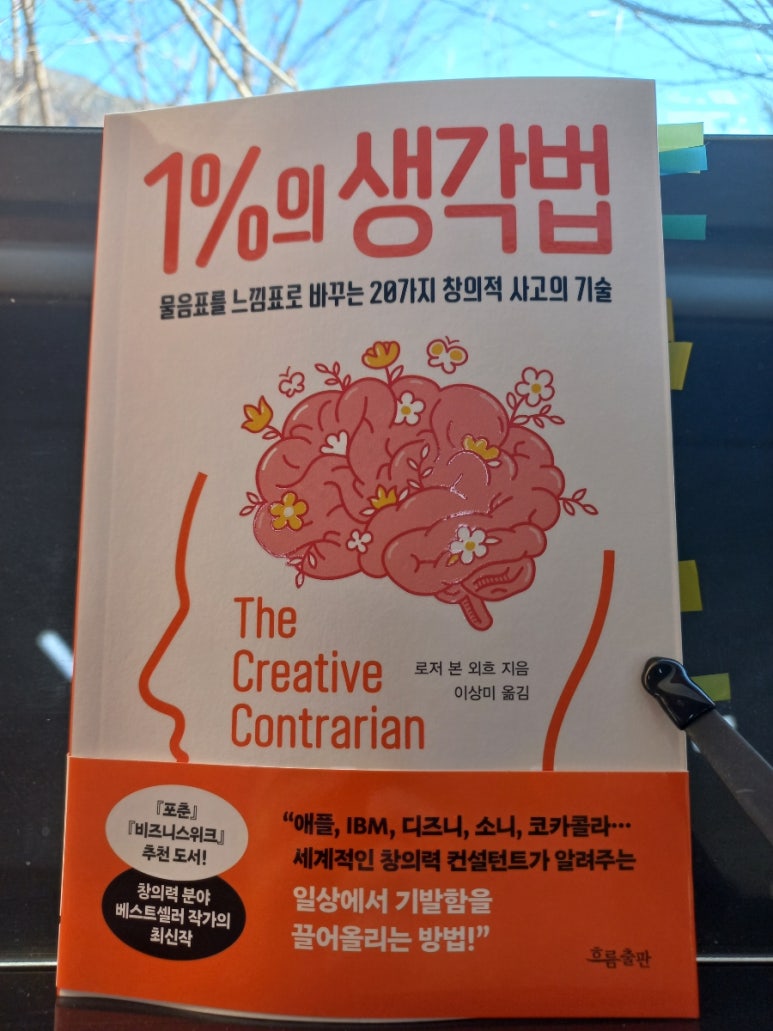 1%의 생각법
물음표를 느낌표로 바꾸는 20가지 창의적 사고의 기술
The
Creative
Contrarian
로저 본 외흐 지음
이상미 옮김
『포춘』
『비즈니스위크』
추천 도서!
창의력 분야
베스트셀러 작가의
최신작
“애플, IBM, 디즈니, 소니, 코카콜라…
세계적인 창의력 컨설턴트가 알려주는
일상에서 기발함을
끌어올리는 방법!”
흐름출판